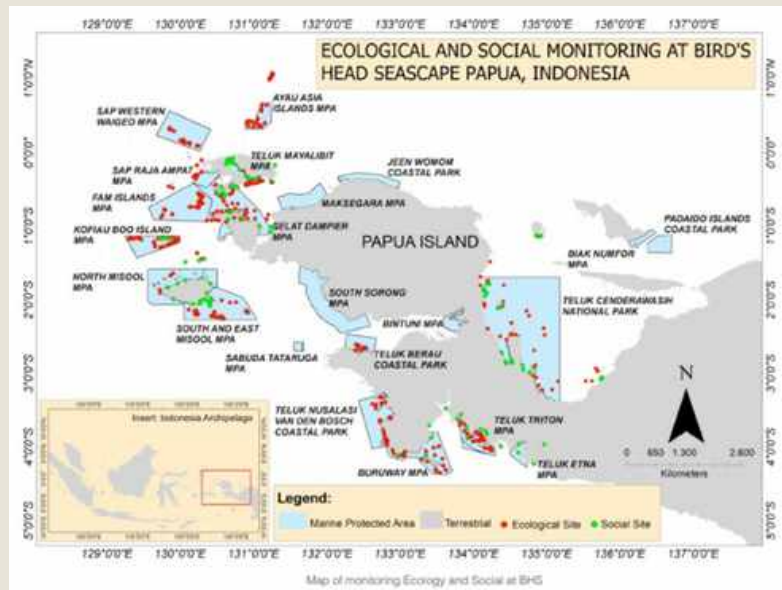 ECOLOGICAL AND SOCIAL MONITORING AT BIRD'S
HEAD SEASCAPE PAPUA, INDONESIA
1°0'0"N
0°0'0"
1°0'0"S
2°0'0"S
3°0'0"S
4°0'0"S
5°0'0"S
AYAU ASIA
ISLANDS MPA
SAP WESTERN
WAIGEO MPA
TELUK MAYALIBIT
MPA
JEEN WOMOM
COASTAL PARK
SAP RAJA AMPAT
MPA
FAM ISLANDS
MPA
MAKSEGARA MPA
SELAT DAMPIER
MPA
KOFIAU BOO ISLAND
MPA
PAPUA ISLAND
PADAIDO ISLANDS
COASTAL PARK
BIAK NUMFOR
MPA
NORTH MISOOL
MPA
SOUTH SORONG
MPA
TELUK CENDERAWASIH
NATIONAL PARK
SOUTH AND EAST
MISOOL MPA
BINTUNI MPA
SABUDA TATARUGA
MPA
TELUK BERAU
COASTAL PARK
TELUK NUSALASI
VAN DEN BOSCH
COASTAL PARK
TELUK TRITON
MPA
BURUWAY MPA
TELUK ETNA
MPA
N
0 650 1.300 2.600
Kilometers
Insert: Indonesia Archipelago
Legend:
Marine Protected Area Terrestrial Ecological Site Social Site
129°0'0"E 130°0'0"E 131°0'0"E 132°0'0"E 133°0'0"E 134°0'0"E 135°0'0"E 136°0'0"E 137°0'0"E
Map of monitoring Ecology and Social at BHS